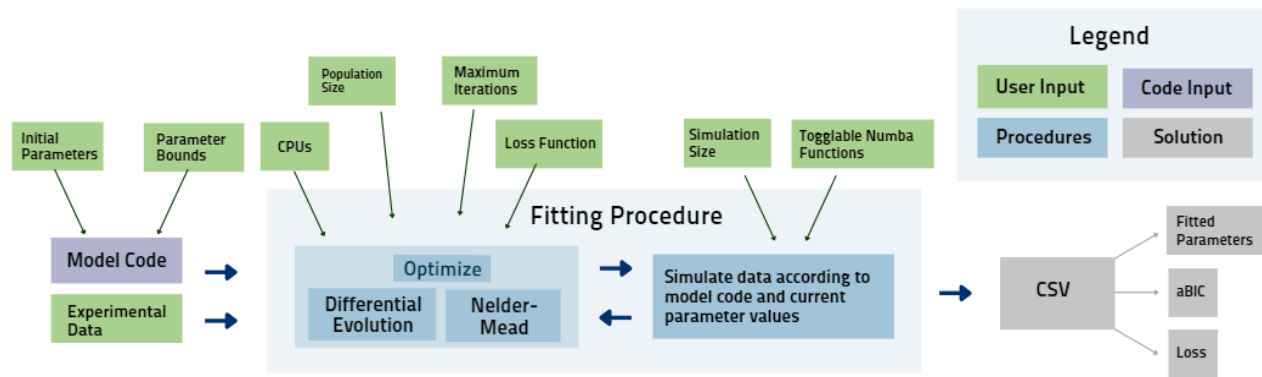 Legend
User Input
Code Input
Procedures
Solution
Population
Size
Maximum
Iterations
Initial
Parameters
Parameter
Bounds
CPUs
Loss Function
Simulation
Size
Togglable Numba
Functions
Fitting Procedure
Model Code
Experimental
Data
Optimize
Differential
Evolution
Nelder-
Mead
Simulate data according to
model code and current
parameter values
CSV
Fitted
Parameters
aBIC
Loss